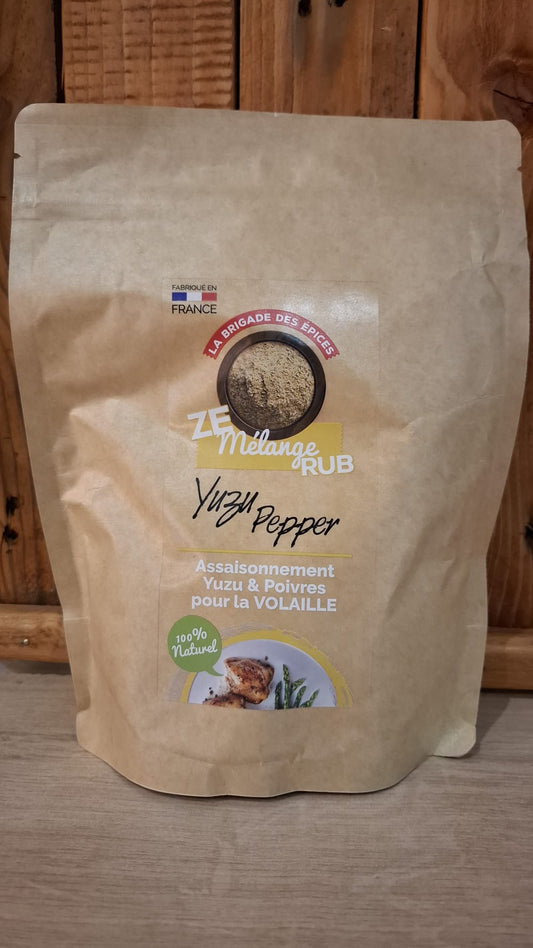 FABRIQUÉ EN
FRANCE
LA BRIGADE DES ÉPICES
ZE
Mélange
RUB
Yuzu
Pepper
Assaisonnement
Yuzu & Poivres
pour la VOLAILLE
100%
Naturel